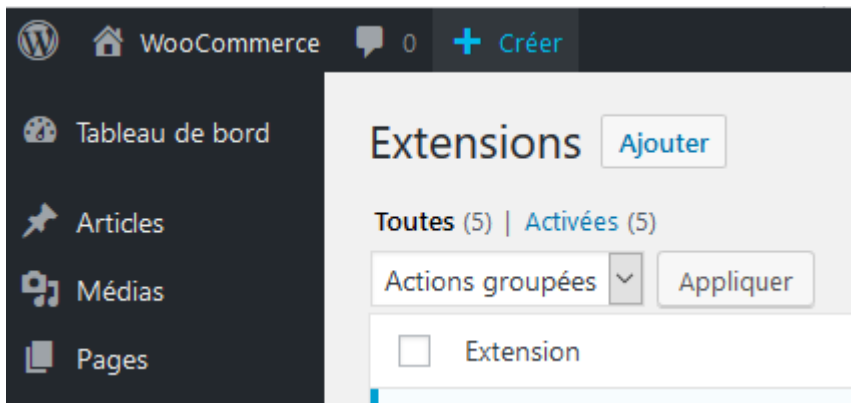 WooCommerce 0 + Créer
Tableau de bord
Extensions Ajouter
Articles
Toutes (5) | Activées (5)
Médias
Actions groupées Appliquer
Pages
Extension